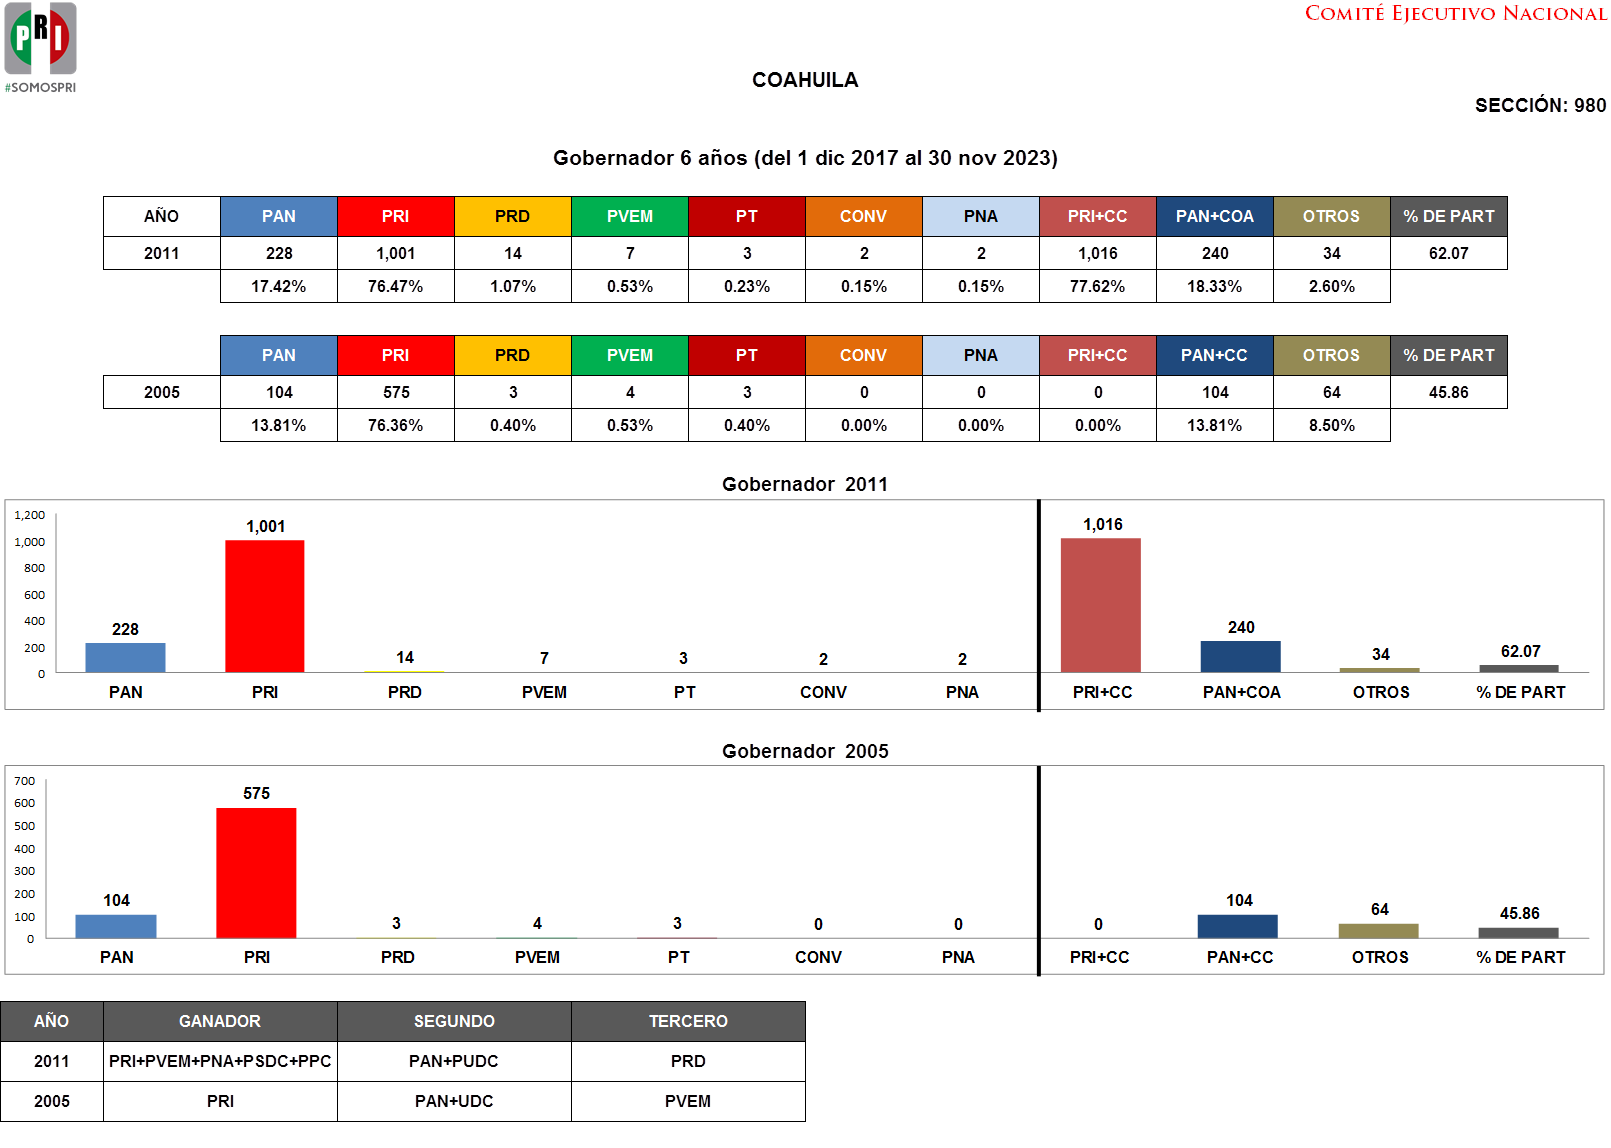 PRI
#SOMOSPRI
COMITÉ EJECUTIVO NACIONAL
COAHUILA
SECCIÓN: 980
Gobernador 6 años (del 1 dic 2017 al 30 nov 2023)
AÑO PAN PRI PRD PVEM PT CONV PNA PRI+CC PAN+COA OTROS % DE PART
2011 228 1,001 14 7 3 2 2 1,016 240 34 62.07
17.42% 76.47% 1.07% 0.53% 0.23% 0.15% 0.15% 77.62% 18.33% 2.60%
PAN PRI PRD PVEM PT CONV PNA PRI+CC PAN+CC OTROS % DE PART
2005 104 575 3 4 3 0 0 0 104 64 45.86
13.81% 76.36% 0.40% 0.53% 0.40% 0.00% 0.00% 0.00% 13.81% 8.50%
Gobernador 2011
1,200
1,000
800
600
400
200
0
228 1,001 14 7 3 2 2 1,016 240 34 62.07
PAN PRI PRD PVEM PT CONV PNA PRI+CC PAN+COA OTROS % DE PART
Gobernador 2005
700
600
500
400
300
200
100
0
104 575 3 4 3 0 0 0 104 64 45.86
PAN PRI PRD PVEM PT CONV PNA PRI+CC PAN+CC OTROS % DE PART
AÑO GANADOR SEGUNDO TERCERO
2011 PRI+PVEM+PNA+PSDC+PPC PAN+PUDC PRD
2005 PRI PAN+UDC PVEM